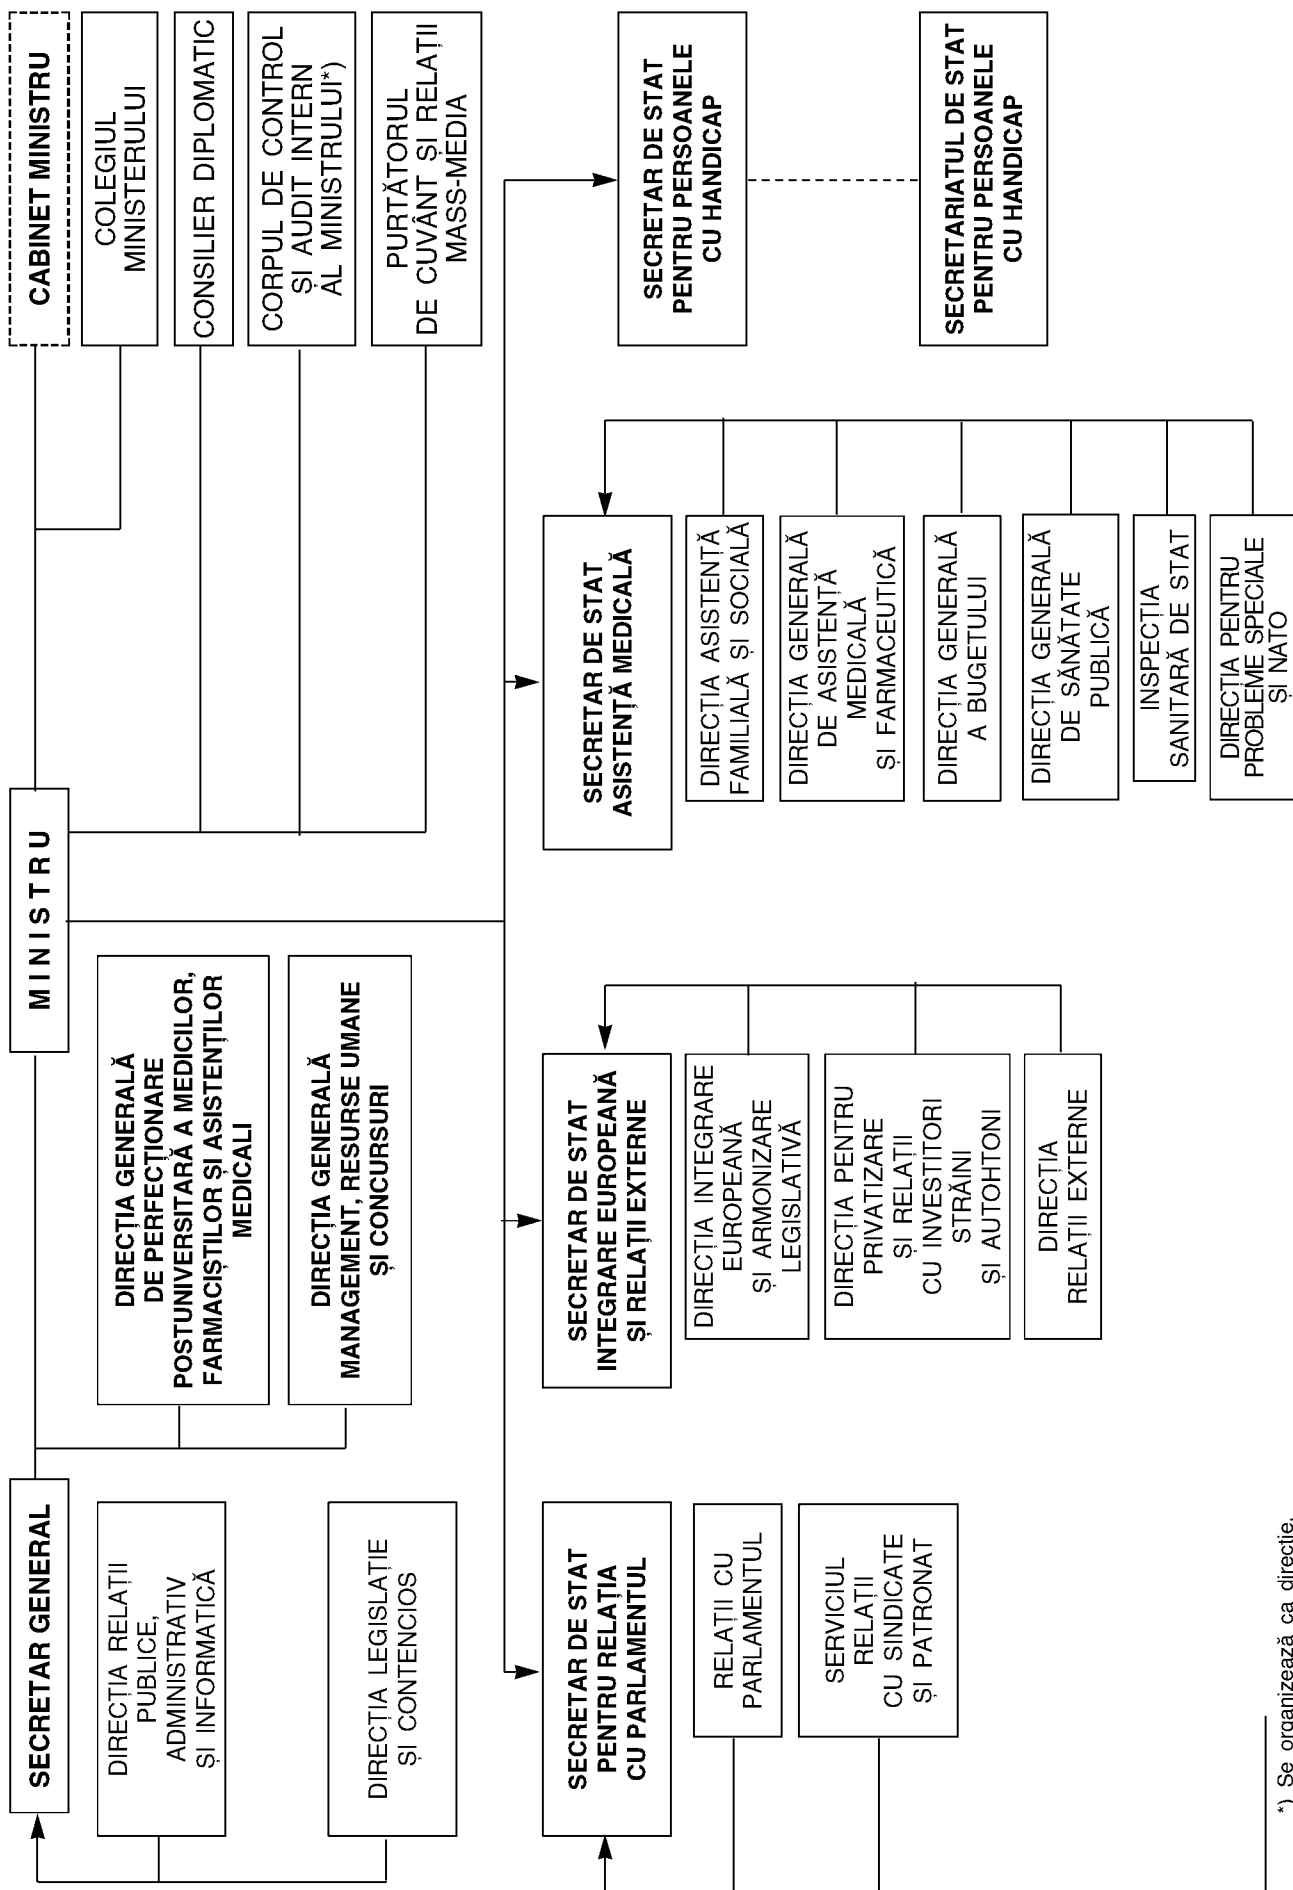 MINISTRU
CABINET MINISTRU
COLEGIUL
MINISTERULUI
CONSILIER DIPLOMATIC
CORPUL DE CONTROL
ȘI AUDIT INTERN
AL MINISTRULUI*)
PURTĂTORUL
DE CUVÂNT ȘI RELAȚII
MASS-MEDIA
SECRETAR GENERAL
DIRECȚIA RELAȚII
PUBLICE,
ADMINISTRATIV
ȘI INFORMATICĂ
DIRECȚIA LEGISLAȚIE
ȘI CONTENCIOS
DIRECȚIA GENERALĂ
DE PERFECȚIONARE
POSTUNIVERSITARĂ A MEDICILOR,
FARMACIȘTILOR ȘI ASISTENȚILOR
MEDICALI
DIRECȚIA GENERALĂ
MANAGEMENT, RESURSE UMANE
ȘI CONCURSURI
SECRETAR DE STAT
PENTRU RELAȚIA
CU PARLAMENTUL
RELAȚII CU
PARLAMENTUL
SERVICIUL
RELAȚII
CU SINDICATE
ȘI PATRONAT
SECRETAR DE STAT
INTEGRARE EUROPEANĂ
ȘI RELAȚII EXTERNE
DIRECȚIA INTEGRARE
EUROPEANĂ
ȘI ARMONIZARE
LEGISLATIVĂ
DIRECȚIA PENTRU
PRIVATIZARE
ȘI RELAȚII
CU INVESTITORI
STRĂINI
ȘI AUTOHTONI
DIRECȚIA
RELAȚII EXTERNE
SECRETAR DE STAT
ASISTENȚĂ MEDICALĂ
DIRECȚIA ASISTENȚĂ
FAMILIALĂ ȘI SOCIALĂ
DIRECȚIA GENERALĂ
DE ASISTENȚĂ
MEDICALĂ
ȘI FARMACEUTICĂ
DIRECȚIA GENERALĂ
A BUGETULUI
DIRECȚIA GENERALĂ
DE SĂNĂTATE
PUBLICĂ
INSPECȚIA
SANITARĂ DE STAT
DIRECȚIA PENTRU
PROBLEME SPECIALE
ȘI NATO
SECRETAR DE STAT
PENTRU PERSOANELE
CU HANDICAP
SECRETARIATUL DE STAT
PENTRU PERSOANELE
CU HANDICAP
*) Se organizează ca direcție.